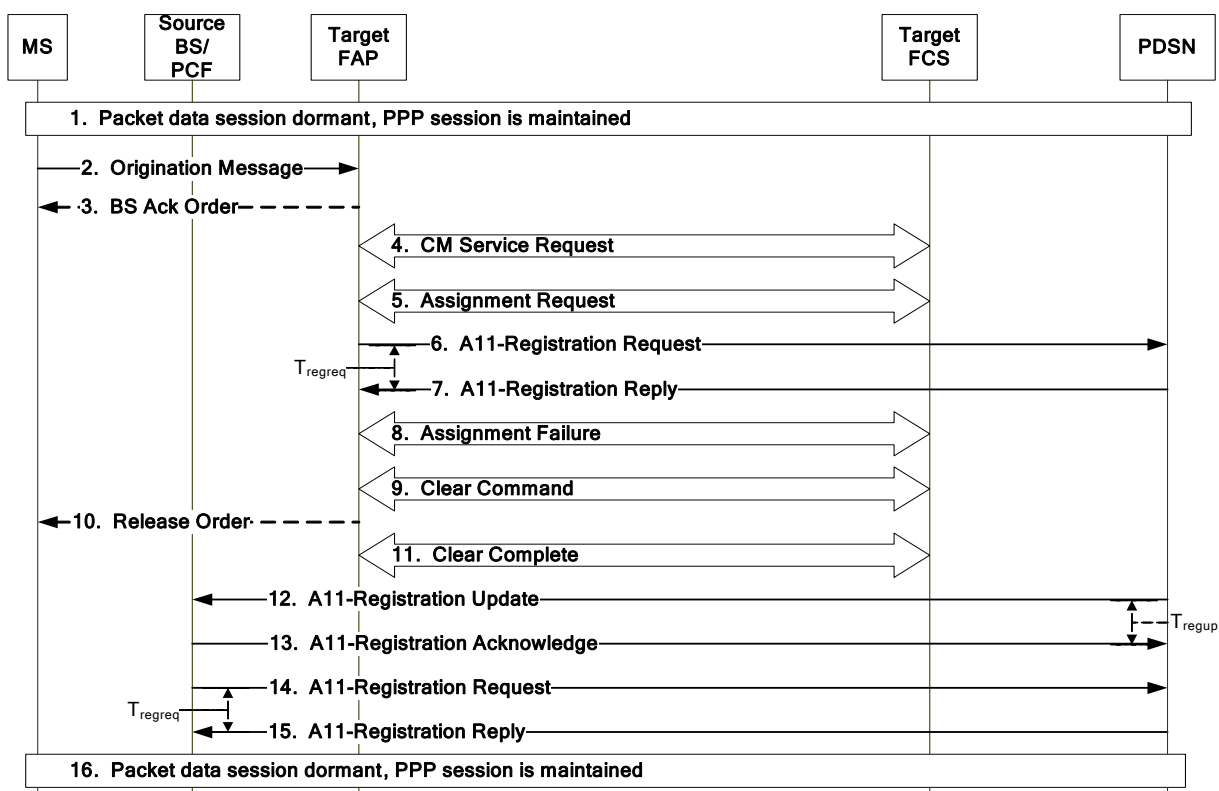 MS
Source
BS/
PCF
Target
FAP
Target
FCS
PDSN
1. Packet data session dormant, PPP session is maintained
2. Origination Message
3. BS Ack Order
4. CM Service Request
5. Assignment Request
6. A11-Registration Request
Tregreq
7. A11-Registration Reply
8. Assignment Failure
9. Clear Command
10. Release Order
11. Clear Complete
12. A11-Registration Update
Tregup
13. A11-Registration Acknowledge
14. A11-Registration Request
Tregreq
15. A11-Registration Reply
16. Packet data session dormant, PPP session is maintained